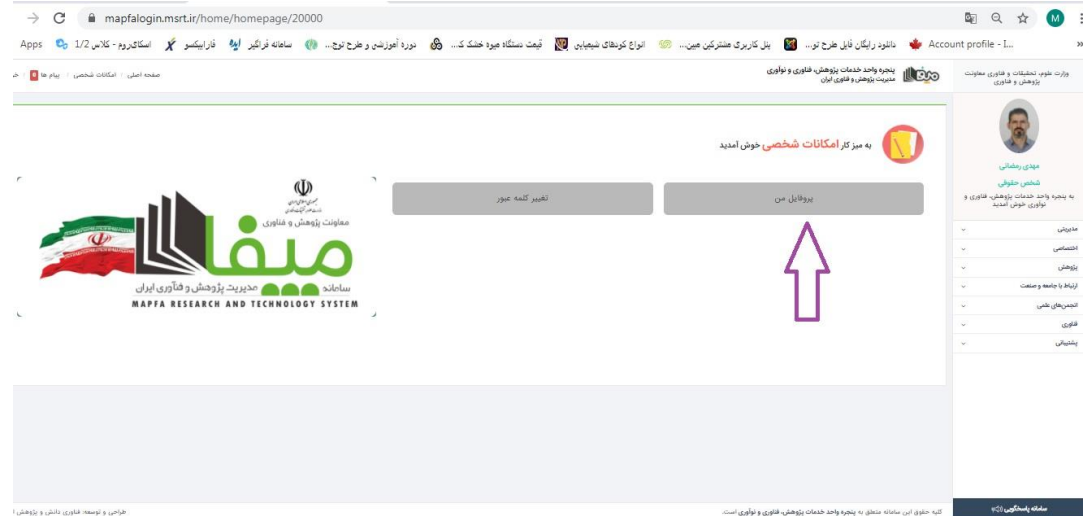 mapfalogin.msrt.ir/home/homepage/20000
M
Apps
اسکای‌روم - کلاس 1/2
فارابیکسو
سامانه فراگیر آیفا
دوره آموزشی و طرح توج...
قیمت دستگاه میوه خشک ک...
انواع کودهای شیمیایی
پنل کاربری مشترکین مبین...
دانلود رایگان فایل طرح تو...
Account profile - I...
»
صفحه اصلی
امکانات شخصی
پیام ها
پنجره واحد خدمات پژوهش، فناوری و نوآوری
مدیریت پژوهش و فناوری ایران
وزارت علوم، تحقیقات و فناوری معاونت
پژوهش و فناوری
مهدی رمضانی
شخص حقوقی
به پنجره واحد خدمات پژوهش، فناوری و
نوآوری خوش آمدید
مدیریتی
اختصاصی
پژوهش
ارتباط با جامعه و صنعت
انجمن‌های علمی
فناوری
پشتیبانی
سامانه پاسخگویی
به میز کار امکانات شخصی خوش آمدید
پروفایل من
تغییر کلمه عبور
معاونت پژوهش و فناوری
میفا
سامانه مدیریت پژوهش و فنآوری ایران
MAPFA RESEARCH AND TECHNOLOGY SYSTEM
کلیه حقوق این سامانه متعلق به پنجره واحد خدمات پژوهش، فناوری و نوآوری است.
طراحی و توسعه: فناوری دانش و پژوهش